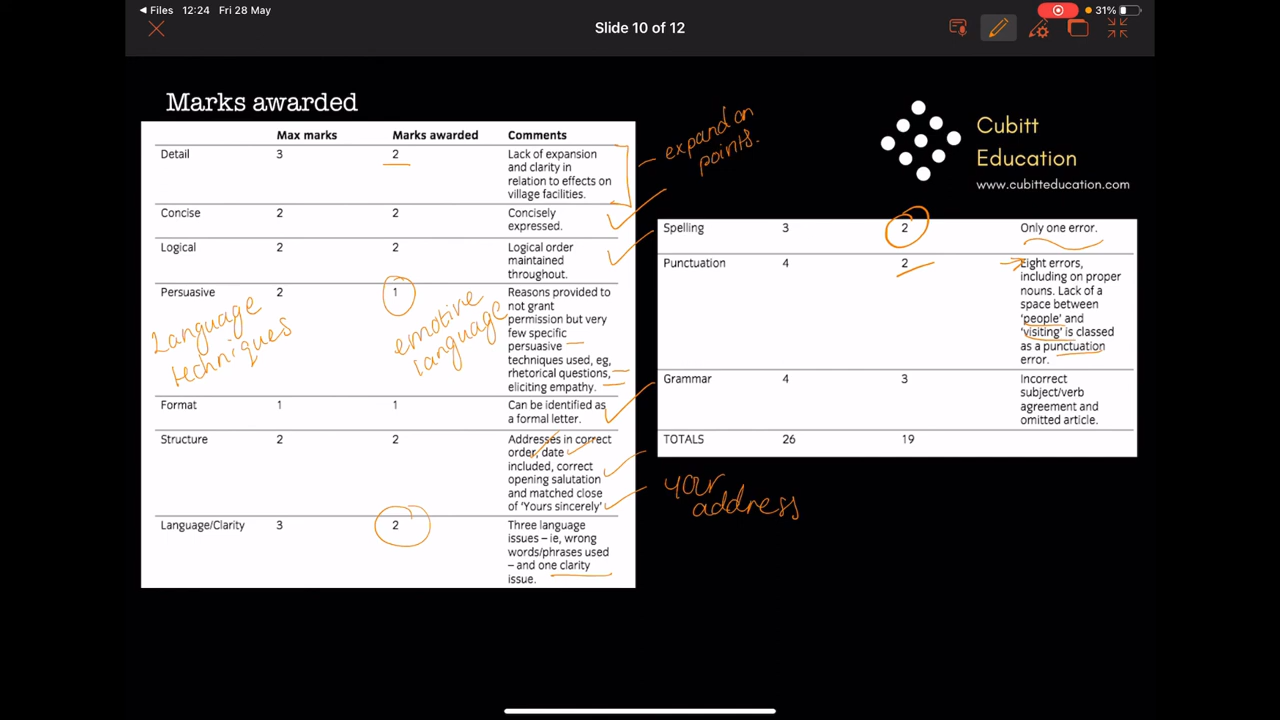 Files 12:24 Fri 28 May
31%
Slide 10 of 12
Marks awarded
Max marks Marks awarded Comments
Detail 3 2 Lack of expansion
and clarity in
relation to effects on
village facilities.
Concise 2 2 Concisely
expressed.
Logical 2 2 Logical order
maintained
throughout.
Persuasive 2 1 Reasons provided to
not grant
permission but very
few specific
persuasive
techniques used, eg,
rhetorical questions,
eliciting empathy.
Language
techniques
emotive
language
Format 1 1 Can be identified as
a formal letter.
Structure 2 2 Addresses in correct
order, date
included, correct
opening salutation
and matched close
of 'Yours sincerely'
Language/Clarity 3 2 Three language
issues – ie, wrong
words/phrases used
– and one clarity
issue.
expand on
points.
Cubitt
Education
www.cubitteducation.com
Spelling 3 2 Only one error.
Punctuation 4 2 Eight errors,
including on proper
nouns. Lack of a
space between
'people' and
'visiting' is classed
as a punctuation
error.
Grammar 4 3 Incorrect
subject/verb
agreement and
omitted article.
TOTALS 26 19
your
address